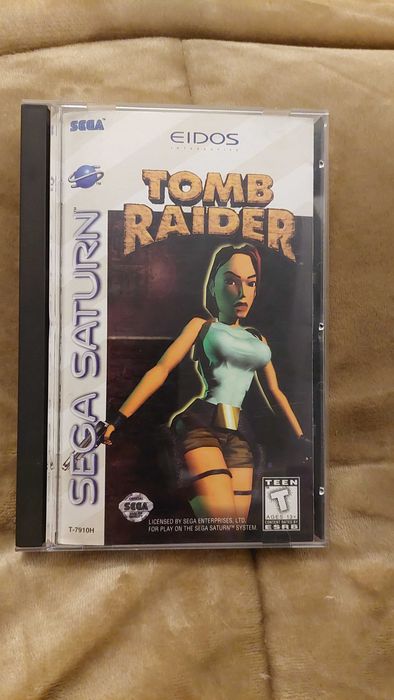 SEGA
EIDOS
INTERACTIVE
TOMB
RAIDER
SEGA SATURN™
SEGA
TEEN
T
AGES 13+
CONTENT RATED BY
ESRB
T-7910H
LICENSED BY SEGA ENTERPRISES, LTD.
FOR PLAY ON THE SEGA SATURN™ SYSTEM.